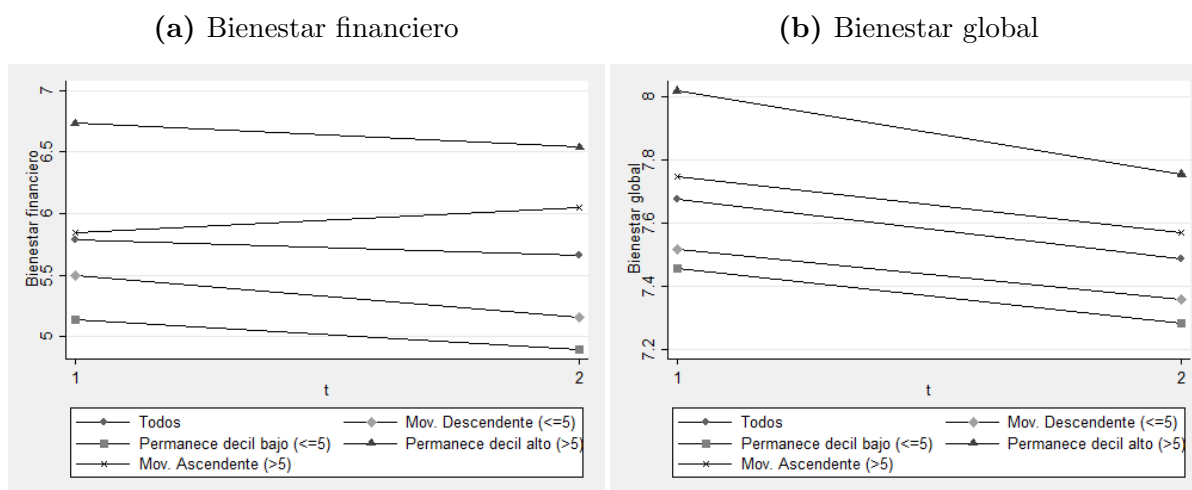 (a) Bienestar financiero
Bienestar financiero
7
6.5
6
5.5
5
1
2
t
Todos
Mov. Descendente (<=5)
Permanece decil bajo (<=5)
Permanece decil alto (>5)
Mov. Ascendente (>5)
(b) Bienestar global
Bienestar global
8
7.8
7.6
7.4
7.2
1
2
t
Todos
Mov. Descendente (<=5)
Permanece decil bajo (<=5)
Permanece decil alto (>5)
Mov. Ascendente (>5)